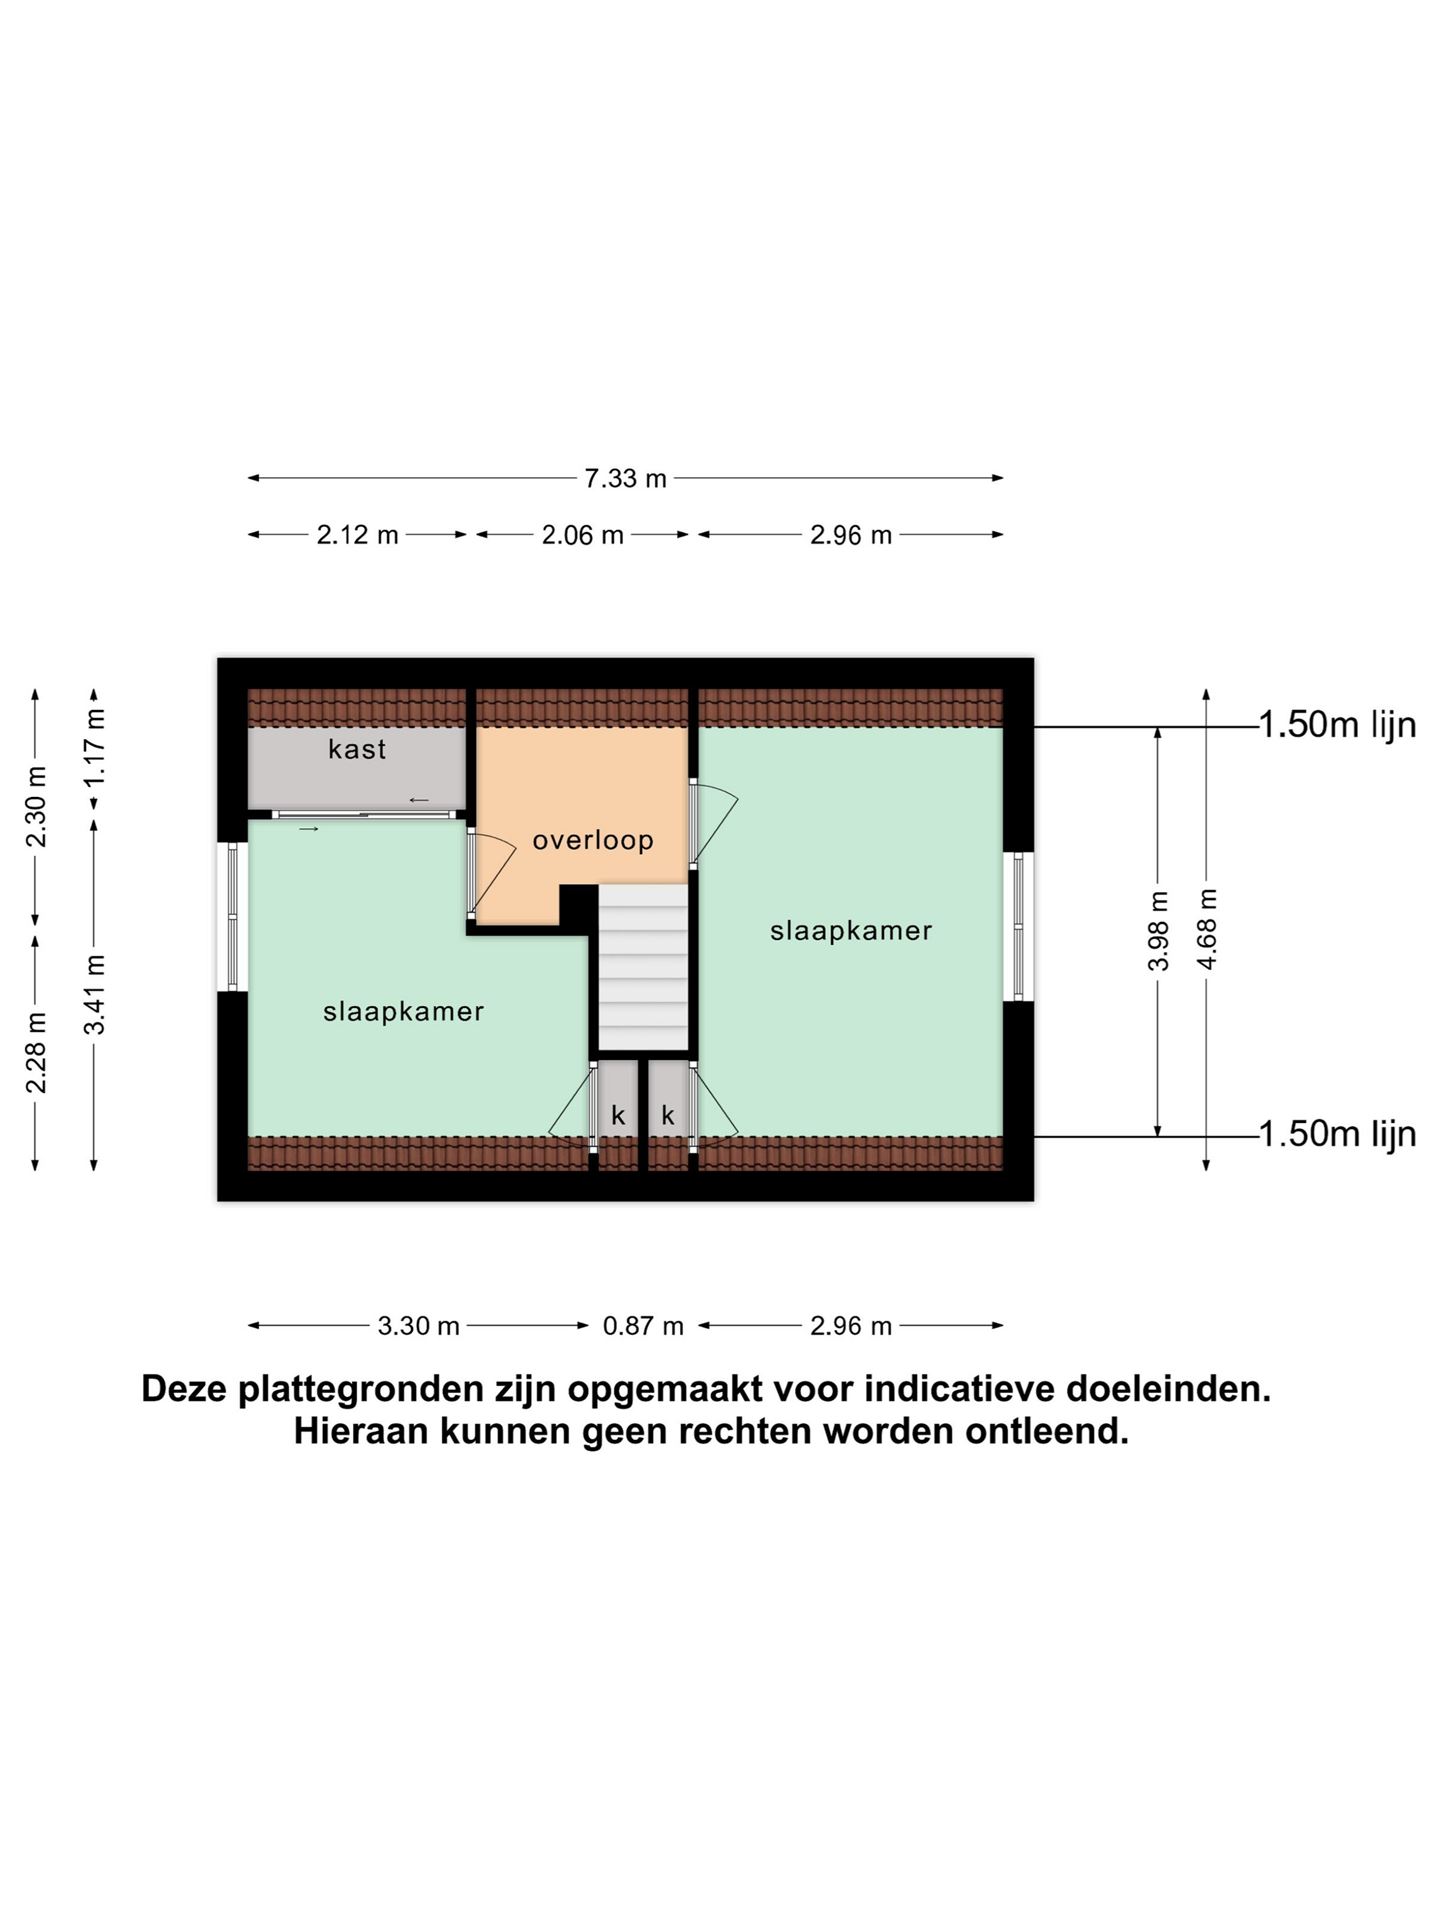 7.33 m
2.12 m
2.06 m
2.96 m
1.50m lijn
kast
overloop
slaapkamer
slaapkamer
k
k
1.50m lijn
2.30 m
1.17 m
2.28 m
3.41 m
3.98 m
4.68 m
3.30 m
0.87 m
2.96 m
Deze plattegronden zijn opgemaakt voor indicatieve doeleinden.
Hieraan kunnen geen rechten worden ontleend.